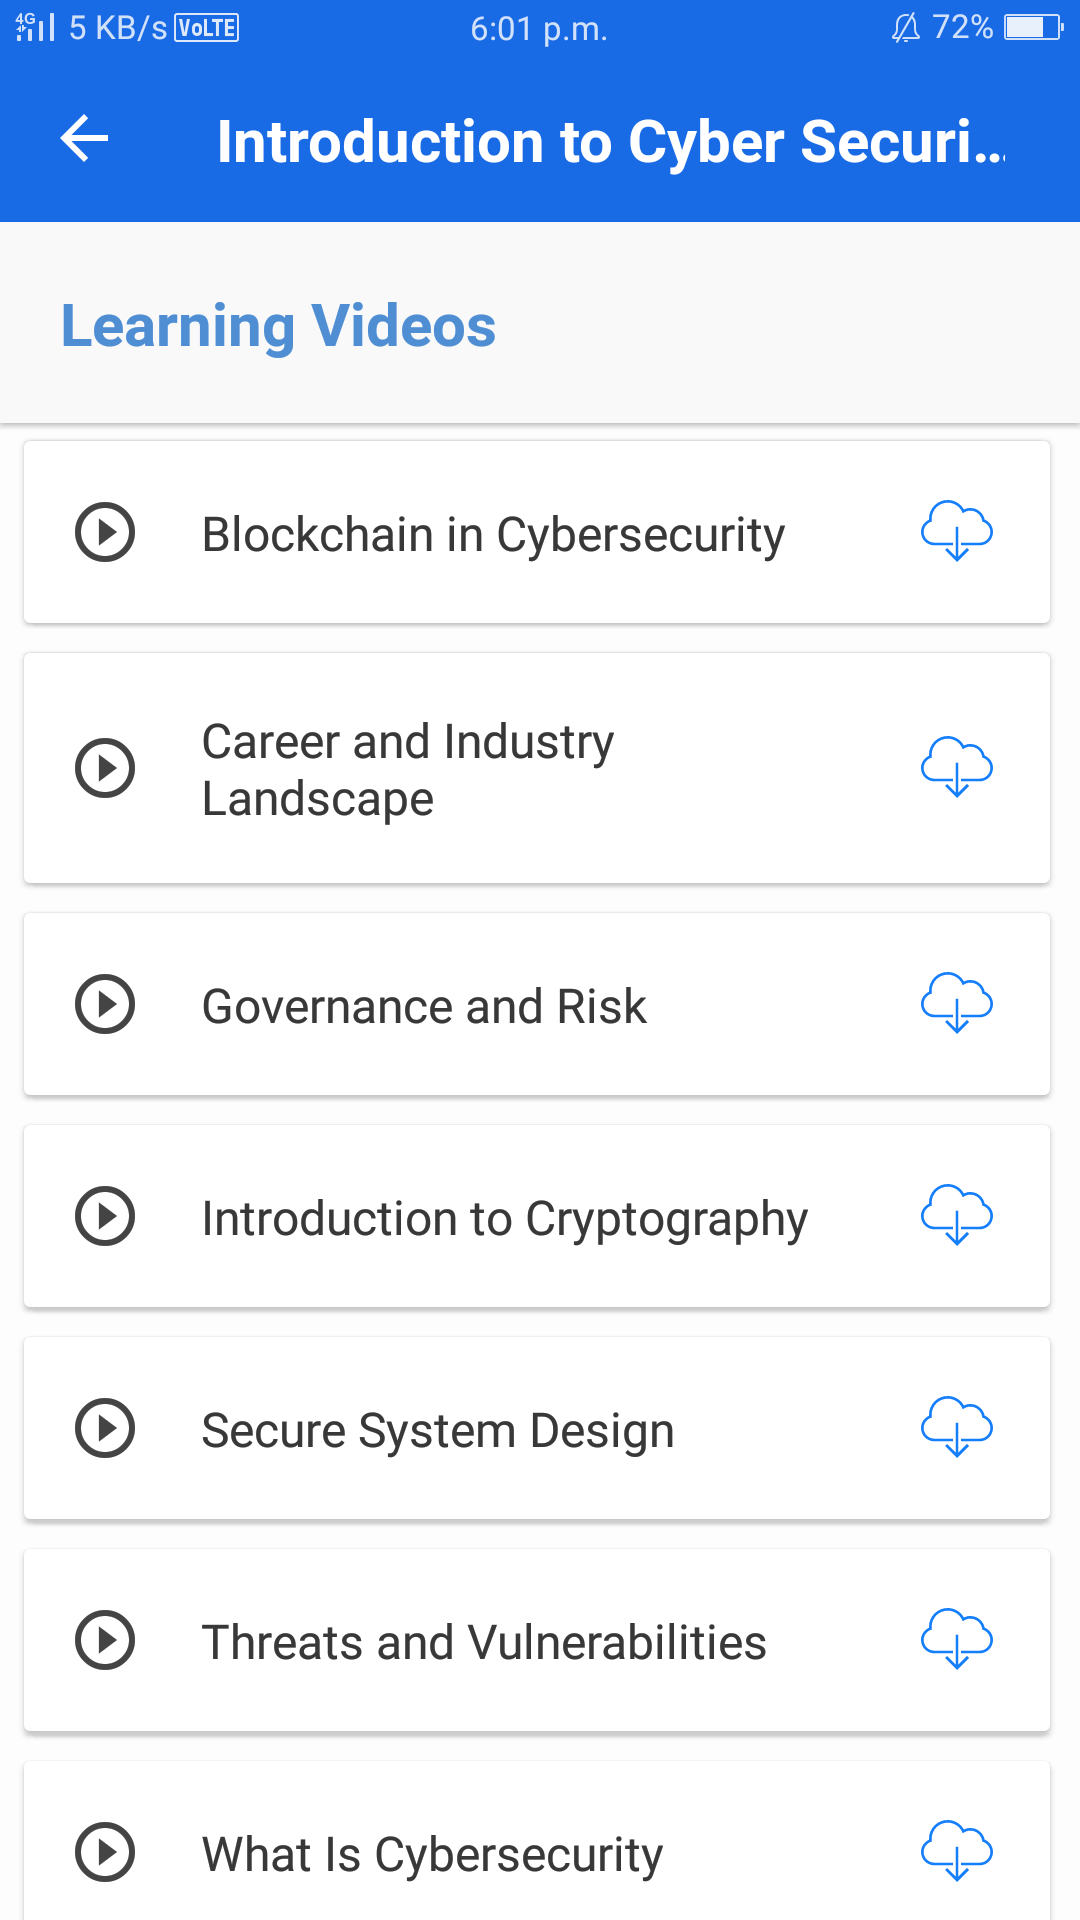 4G 5 KB/s VoLTE 6:01 p.m. 72%
Introduction to Cyber Securi...
Learning Videos
Blockchain in Cybersecurity
Career and Industry
Landscape
Governance and Risk
Introduction to Cryptography
Secure System Design
Threats and Vulnerabilities
What Is Cybersecurity